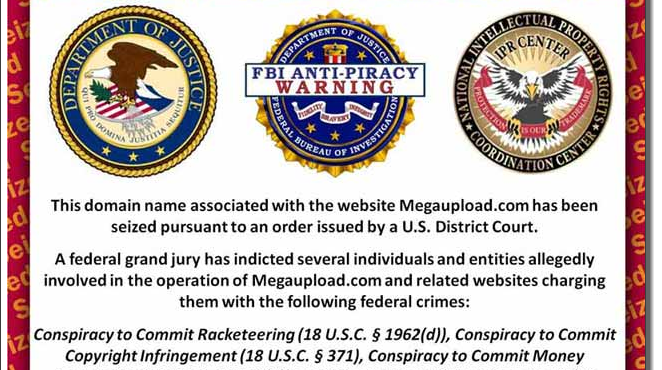 DEPARTMENT OF JUSTICE
QUI PRO DOMINA JUSTITIA SEQUITUR
DEPARTMENT OF JUSTICE
FBI ANTI-PIRACY
WARNING
FIDELITY BRAVERY INTEGRITY
FEDERAL BUREAU OF INVESTIGATION
NATIONAL INTELLECTUAL PROPERTY RIGHTS
IPR CENTER
PROTECTION IS OUR TRADEMARK
COORDINATION CENTER
This domain name associated with the website Megaupload.com has been
seized pursuant to an order issued by a U.S. District Court.
A federal grand jury has indicted several individuals and entities allegedly
involved in the operation of Megaupload.com and related websites charging
them with the following federal crimes:
Conspiracy to Commit Racketeering (18 U.S.C. § 1962(d)), Conspiracy to Commit
Copyright Infringement (18 U.S.C. § 371), Conspiracy to Commit Money